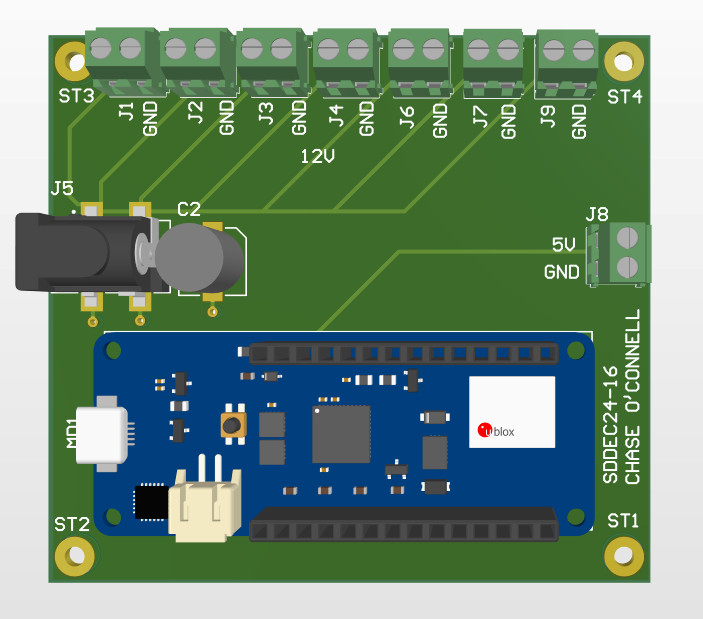 ST3
J1
GND
J2
GND
J3
GND
J4
GND
J6
GND
J7
GND
J9
GND
ST4
12V
J5
C2
J8
5V
GND
MD1
ublox
SDDEC24-16
CHASE O'CONNELL
ST2
ST1